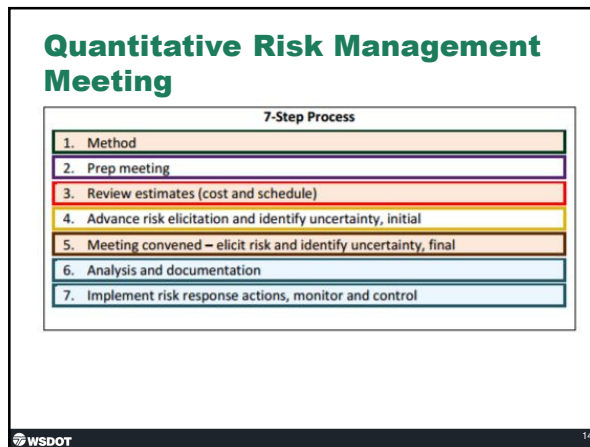 Quantitative Risk Management
Meeting
7-Step Process
1. Method
2. Prep meeting
3. Review estimates (cost and schedule)
4. Advance risk elicitation and identify uncertainty, initial
5. Meeting convened – elicit risk and identify uncertainty, final
6. Analysis and documentation
7. Implement risk response actions, monitor and control
WSDOT